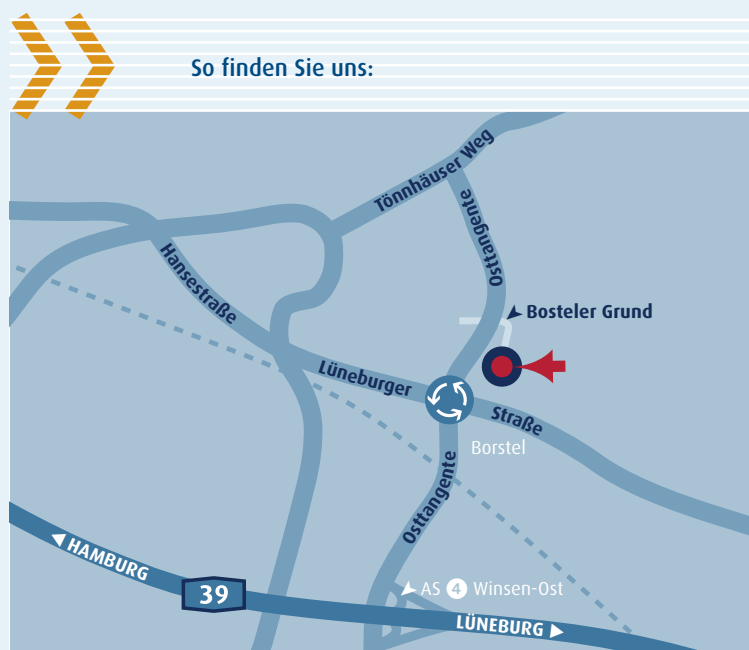 So finden Sie uns:
Tönnhäuser Weg
Osttangente
Hansestraße
Bosteler Grund
Lüneburger
Straße
Borstel
Osttangente
HAMBURG
39
AS 4 Winsen-Ost
LÜNEBURG